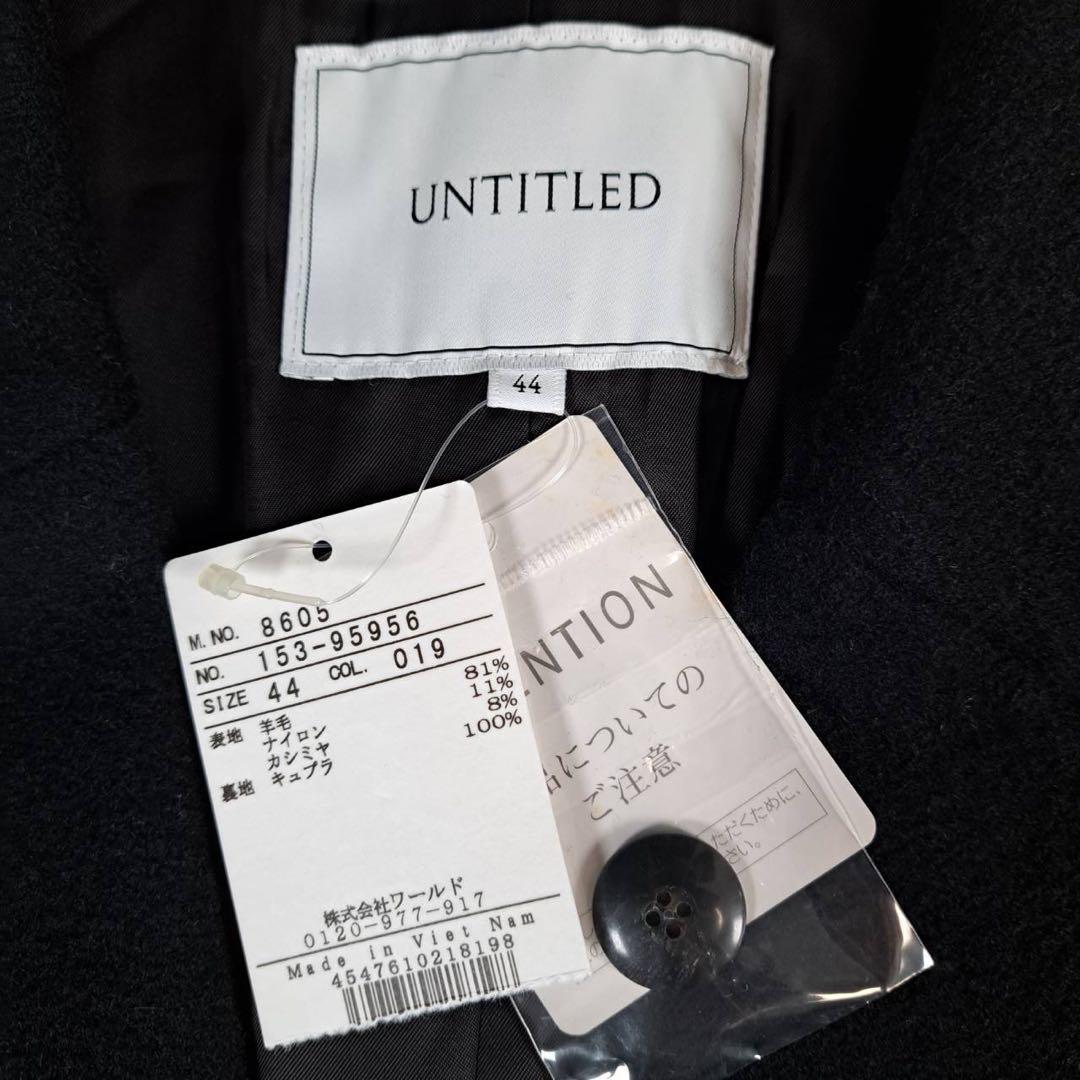 UNTITLED
44
M. NO. 8605
NO. 153-95956
SIZE 44 COL. 019
表地 羊毛 81%
ナイロン 11%
カシミヤ 8%
裏地 キュプラ 100%
株式会社ワールド
0120-977-917
Made in Viet Nam
4547610218198
ENTION
品についての
ご注意
ただくために、
さい。